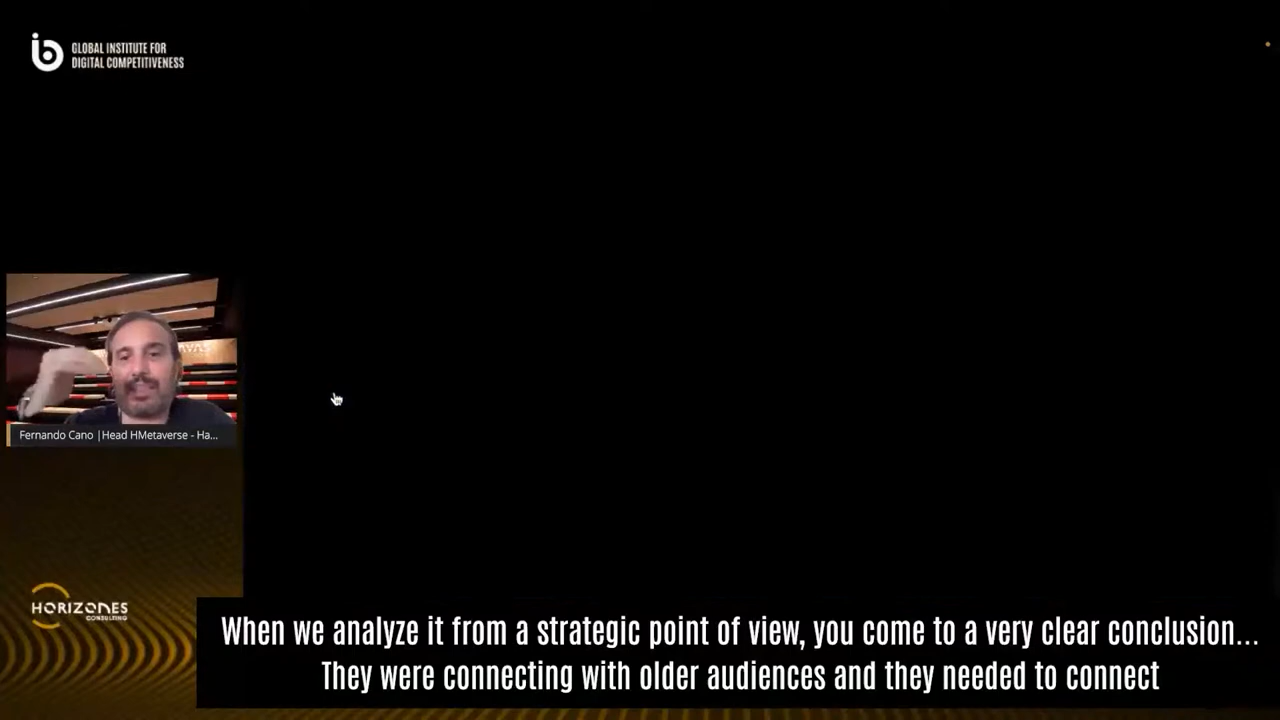 GLOBAL INSTITUTE FOR
DIGITAL COMPETITIVENESS
Fernando Cano |Head HMetaverse - Ha...
HORIZONES
CONSULTING
When we analyze it from a strategic point of view, you come to a very clear conclusion...
They were connecting with older audiences and they needed to connect